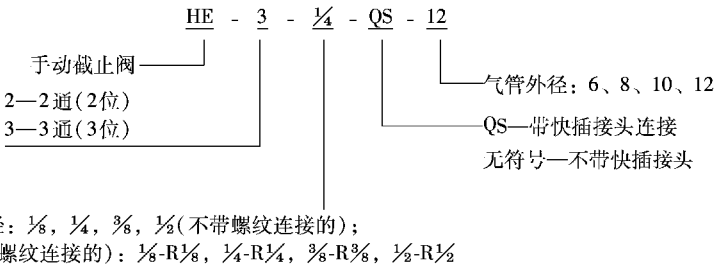 HE - 3 - 1/4 - QS - 12
手动截止阀
气管外径：6、8、10、12
2—2通(2位)
3—3通(3位)
QS—带快插接头连接
无符号—不带快插接头
径：1/8，1/4，3/8，1/2(不带螺纹连接的)；
螺纹连接的)：1/8-R1/8，1/4-R1/4，3/8-R3/8，1/2-R1/2